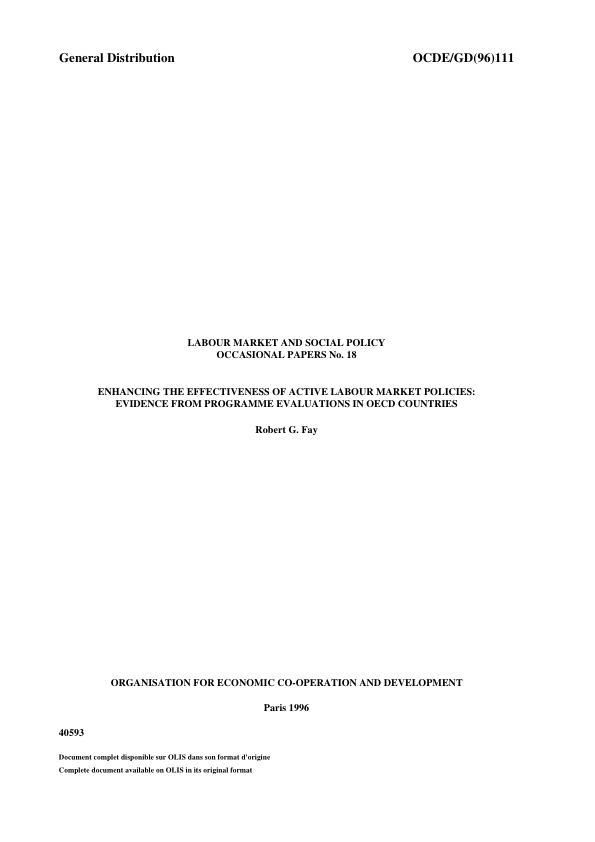 General Distribution OCDE/GD(96)111
LABOUR MARKET AND SOCIAL POLICY
OCCASIONAL PAPERS No. 18
ENHANCING THE EFFECTIVENESS OF ACTIVE LABOUR MARKET POLICIES:
EVIDENCE FROM PROGRAMME EVALUATIONS IN OECD COUNTRIES
Robert G. Fay
ORGANISATION FOR ECONOMIC CO-OPERATION AND DEVELOPMENT
Paris 1996
40593
Document complet disponible sur OLIS dans son format d'origine
Complete document available on OLIS in its original format